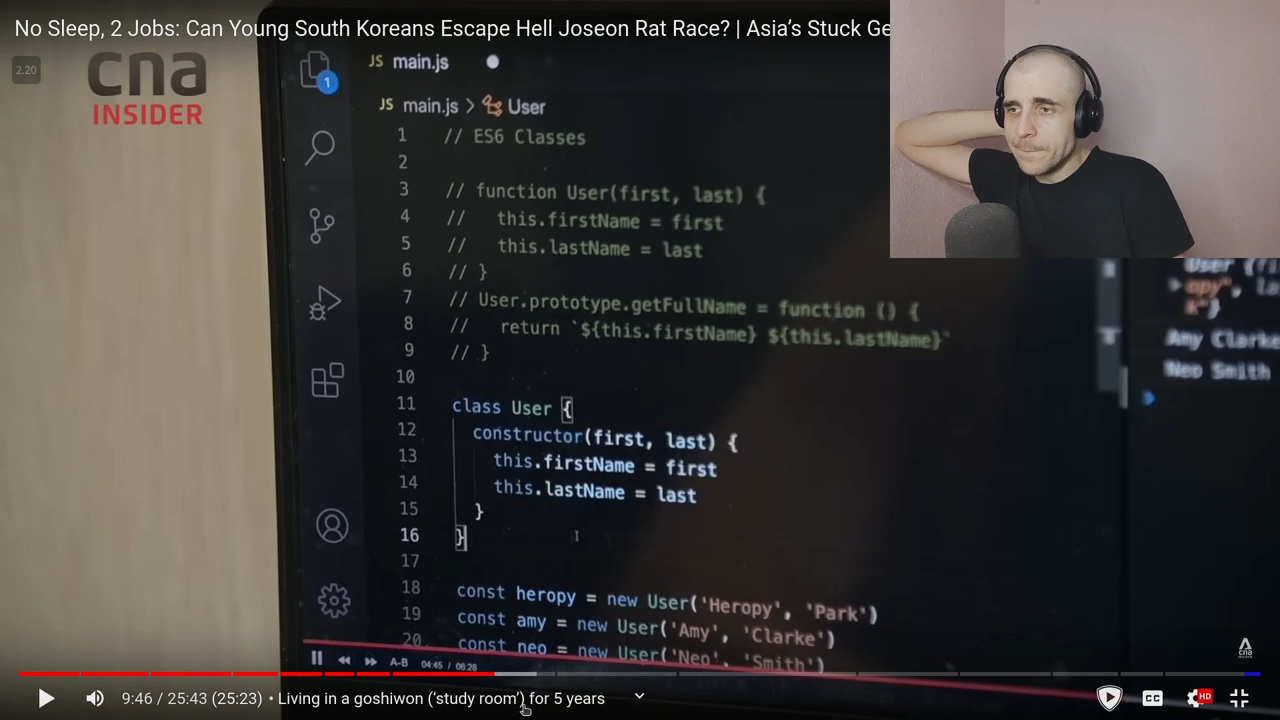 No Sleep, 2 Jobs: Can Young South Koreans Escape Hell Joseon Rat Race? | Asia’s Stuck Ge
2.20
cna
INSIDER
1
JS main.js
JS main.js > User
1 // ES6 Classes
2
3 // function User(first, last) {
4 //   this.firstName = first
5 //   this.lastName = last
6 // }
7 // User.prototype.getFullName = function () {
8 //   return `${this.firstName} ${this.lastName}`
9 // }
10
11 class User {
12   constructor(first, last) {
13     this.firstName = first
14     this.lastName = last
15   }
16 }
17
18 const heropy = new User('Heropy', 'Park')
19 const amy = new User('Amy', 'Clarke')
20 const neo = new User('Neo', 'Smith')
Amy Clarke
Neo Smith
A-B 04:45 / 06:28
cna
INSIDER
9:46 / 25:43 (25:23) • Living in a goshiwon (‘study room’) for 5 years
CC
HD